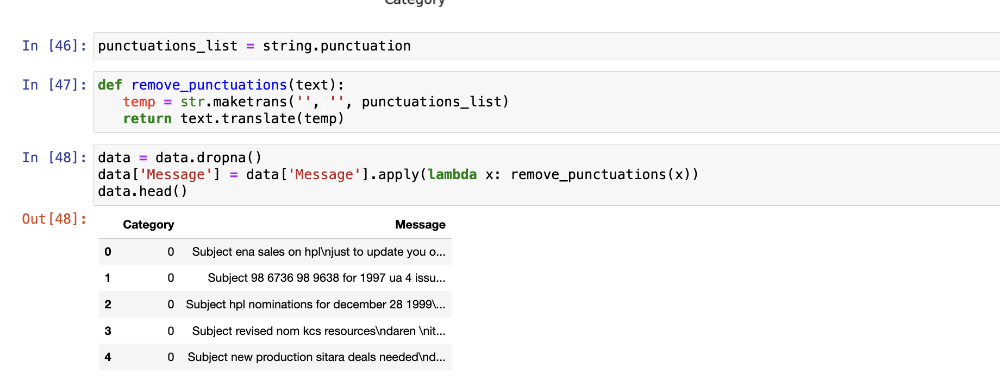 Category
In [46]: punctuations_list = string.punctuation
In [47]: def remove_punctuations(text):
temp = str.maketrans('', '', punctuations_list)
return text.translate(temp)
In [48]: data = data.dropna()
data['Message'] = data['Message'].apply(lambda x: remove_punctuations(x))
data.head()
Out[48]:
Category Message
0 0 Subject ena sales on hpl\njust to update you o...
1 0 Subject 98 6736 98 9638 for 1997 ua 4 issu...
2 0 Subject hpl nominations for december 28 1999\...
3 0 Subject revised nom kcs resources\ndaren \nit...
4 0 Subject new production sitara deals needed\nd...